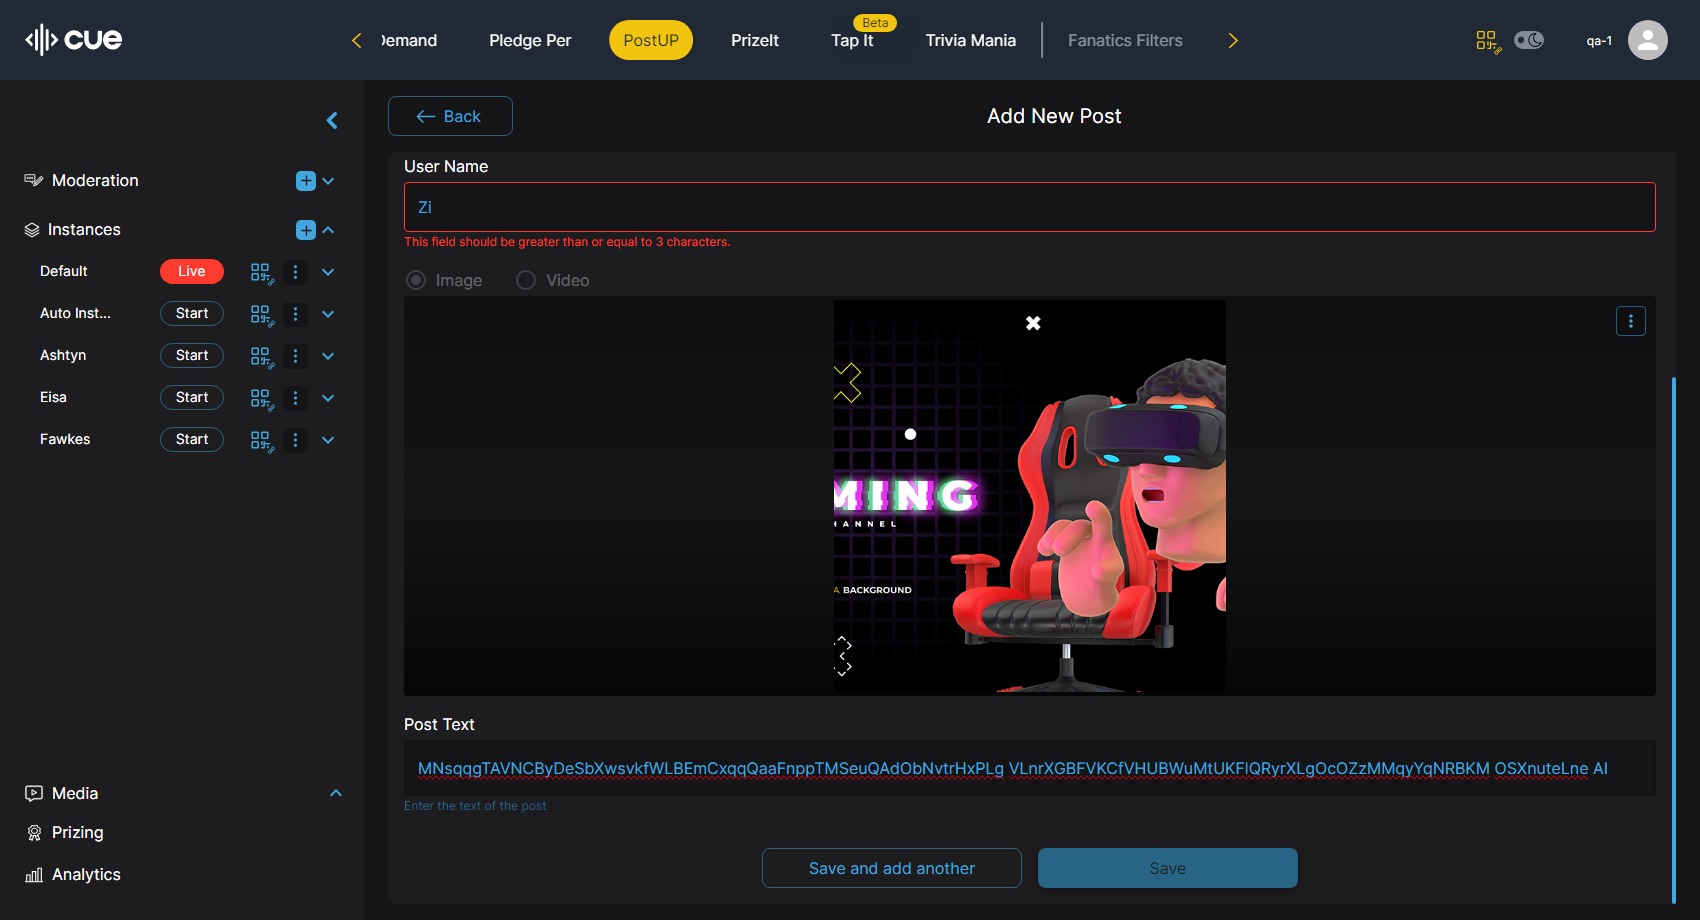 cue
Demand
Pledge Per
PostUP
PrizeIt
Beta
Tap It
Trivia Mania
Fanatics Filters
qa-1
Back
Add New Post
Moderation
Instances
Default
Live
Auto Inst...
Start
Ashtyn
Start
Eisa
Start
Fawkes
Start
Media
Prizing
Analytics
User Name
Zi
This field should be greater than or equal to 3 characters.
Image
Video
MING
HANNEL
A BACKGROUND
Post Text
MNsqqgTAVNCByDeSbXwsvkfWLBEmCxqqQaaFnppTMSeuQAdObNvtrHxPLg VLnrXGBFVKCfVHUBWuMtUKFlQRyrXLgOcOZzMMqyYqNRBKM OSXnuteLne AI
Enter the text of the post
Save and add another
Save